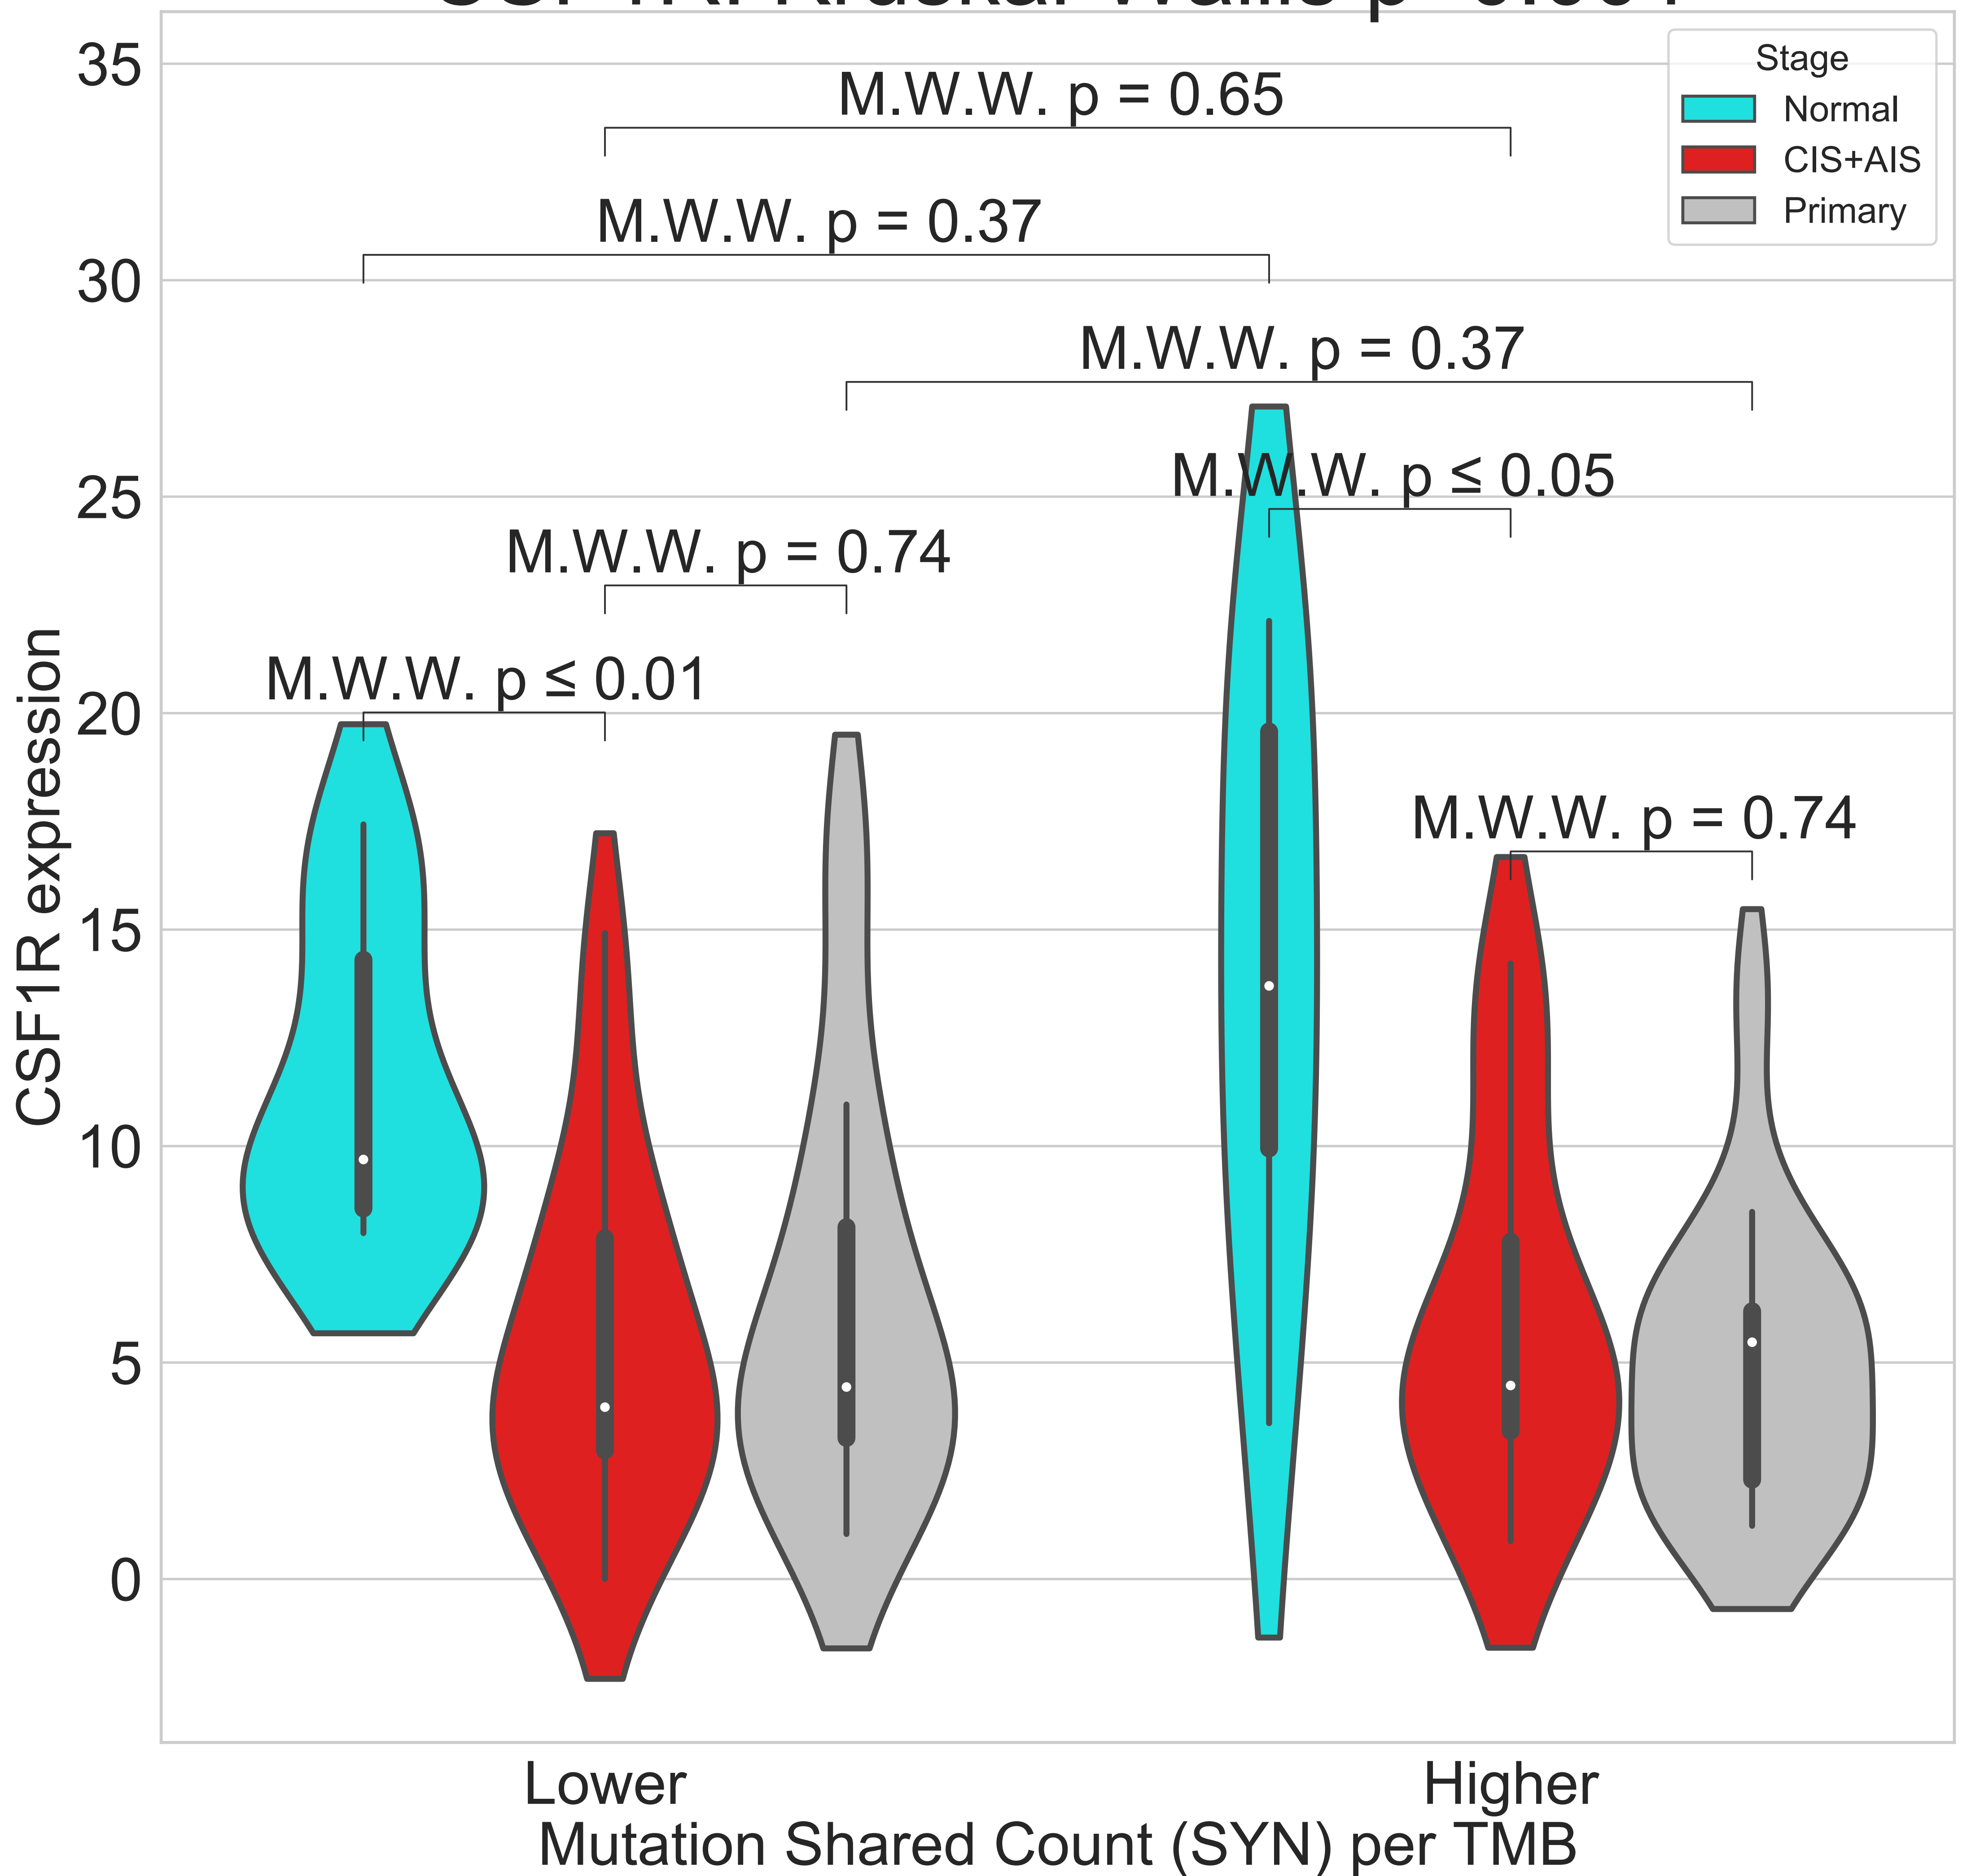 35
30
25
20
15
10
5
0
CSF1R expression
Stage
Normal
CIS+AIS
Primary
M.W.W. p = 0.65
M.W.W. p = 0.37
M.W.W. p = 0.37
M.W.W. p ≤ 0.05
M.W.W. p = 0.74
M.W.W. p ≤ 0.01
M.W.W. p = 0.74
Lower
Higher
Mutation Shared Count (SYN) per TMB